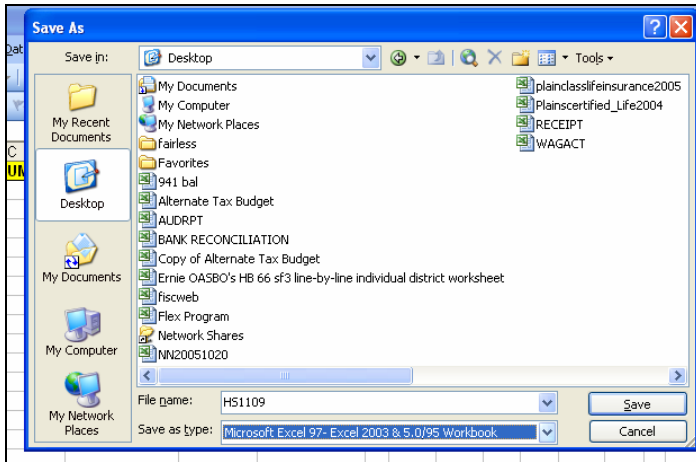 Save As
Dat
Save in: Desktop Tools
My Recent Documents
Desktop
My Documents
My Computer
My Network Places
C
UM
My Documents
My Computer
My Network Places
fairless
Favorites
941 bal
Alternate Tax Budget
AUDRPT
BANK RECONCILIATION
Copy of Alternate Tax Budget
Ernie OASBO's HB 66 sf3 line-by-line individual district worksheet
fiscweb
Flex Program
Network Shares
NN20051020
plainclasslifeinsurance2005
Plainscertified_Life2004
RECEIPT
WAGACT
File name: HS1109 Save
Save as type: Microsoft Excel 97- Excel 2003 & 5.0/95 Workbook Cancel